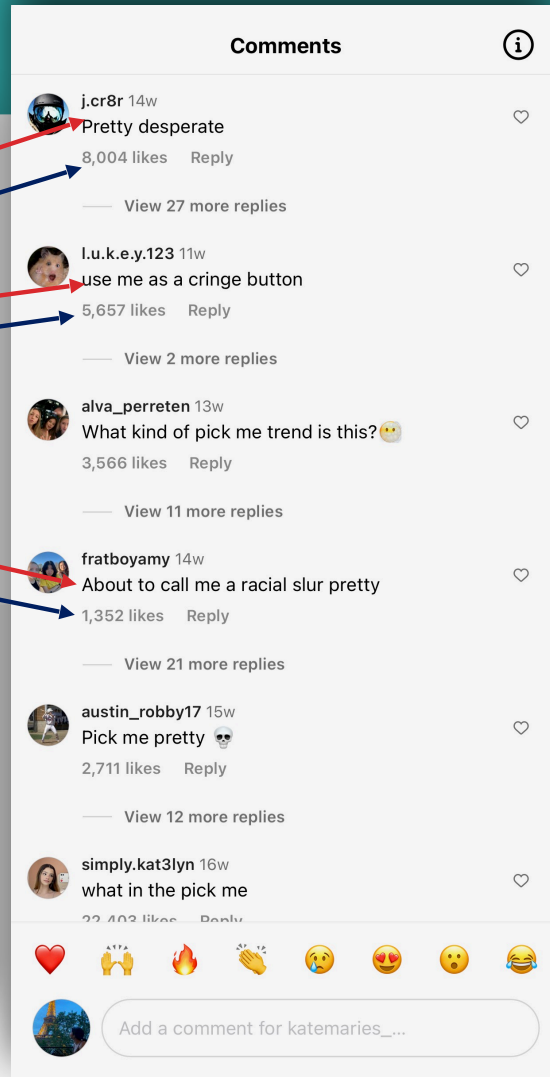 Comments
j.cr8r 14w
Pretty desperate
8,004 likes Reply
View 27 more replies
l.u.k.e.y.123 11w
use me as a cringe button
5,657 likes Reply
View 2 more replies
alva_perreten 13w
What kind of pick me trend is this?😬
3,566 likes Reply
View 11 more replies
fratboyamy 14w
About to call me a racial slur pretty
1,352 likes Reply
View 21 more replies
austin_robby17 15w
Pick me pretty 💀
2,711 likes Reply
View 12 more replies
simply.kat3lyn 16w
what in the pick me
22,403 likes Reply
Add a comment for katemaries_...